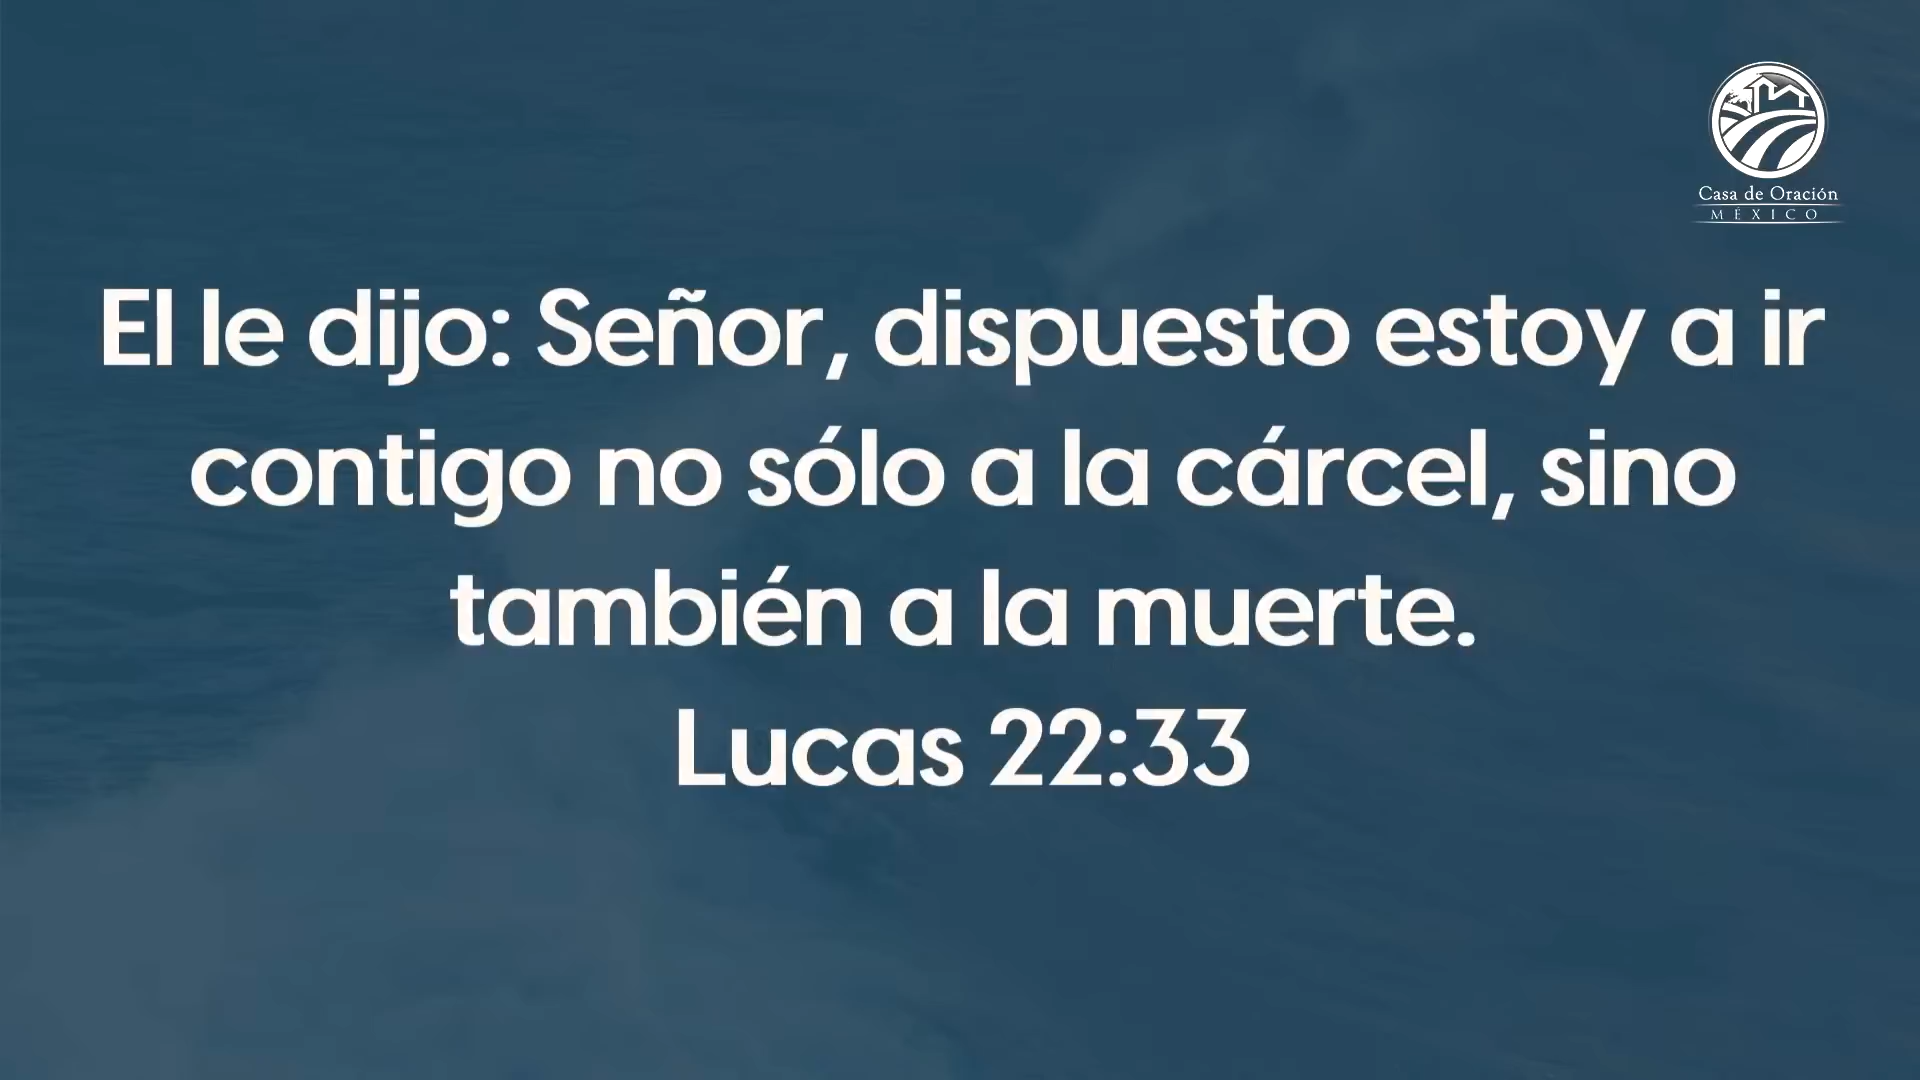 Casa de Oración
MÉXICO
El le dijo: Señor, dispuesto estoy a ir
contigo no sólo a la cárcel, sino
también a la muerte.
Lucas 22:33